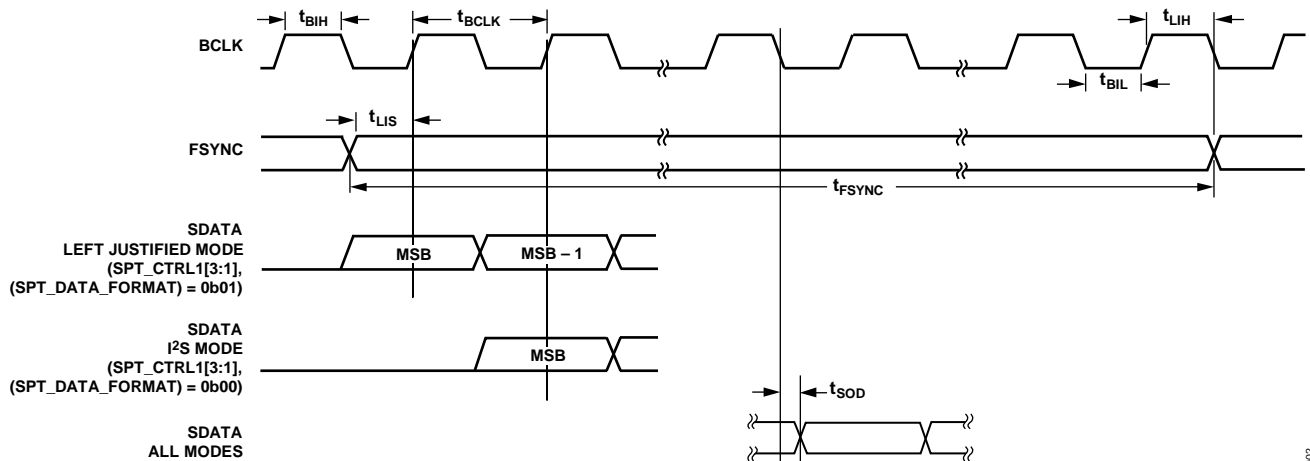 tBIH
tBCLK
tLIH
BCLK
tBIL
tLIS
FSYNC
tFSYNC
SDATA
LEFT JUSTIFIED MODE
(SPT_CTRL1[3:1],
(SPT_DATA_FORMAT) = 0b01)
MSB
MSB – 1
SDATA
I2S MODE
(SPT_CTRL1[3:1],
(SPT_DATA_FORMAT) = 0b00)
MSB
tSOD
SDATA
ALL MODES